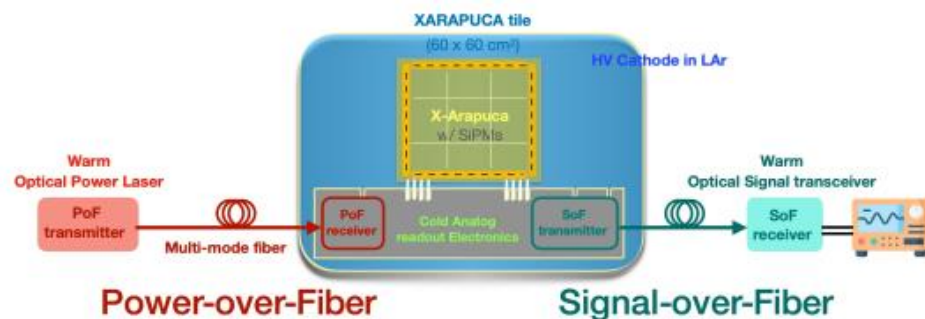 XARAPUCA tile
(60 x 60 cm²)
HV Cathode in LAr
X-Arapuca
w/ SiPMs
Warm
Optical Power Laser
PoF
transmitter
Multi-mode fiber
PoF
receiver
Cold Analog
readout Electronics
SoF
transmitter
Warm
Optical Signal transceiver
SoF
receiver
Power-over-Fiber
Signal-over-Fiber